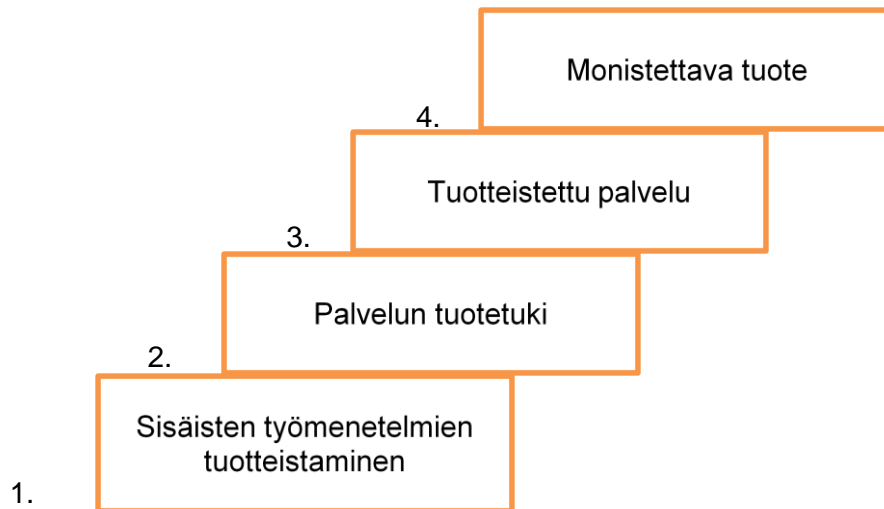 Monistettava tuote
4.
Tuotteistettu palvelu
3.
Palvelun tuotetuki
2.
Sisäisten työmenetelmien
tuotteistaminen
1.